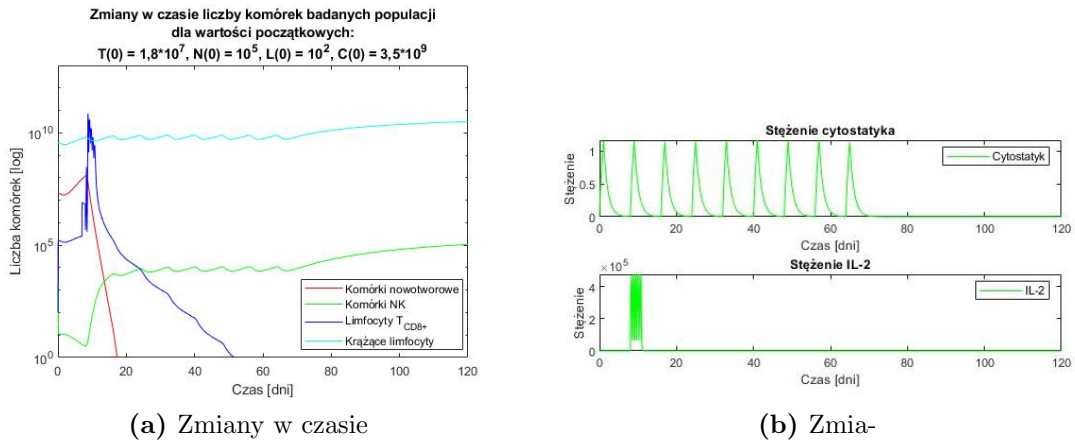 Zmiany w czasie liczby komórek badanych populacji
dla wartości początkowych:
T(0) = 1,8*10^7, N(0) = 10^5, L(0) = 10^2, C(0) = 3,5*10^9
Liczba komórek [log]
10^10
10^5
10^0
Komórki nowotworowe
Komórki NK
Limfocyty T_CD8+
Krążące limfocyty
0 20 40 60 80 100 120
Czas [dni]
(a) Zmiany w czasie
Stężenie cytostatyka
Stężenie
1
0.5
0
Cytostatyk
0 20 40 60 80 100 120
Czas [dni]
×10^5
Stężenie IL-2
Stężenie
4
2
0
IL-2
0 20 40 60 80 100 120
Czas [dni]
(b) Zmia-